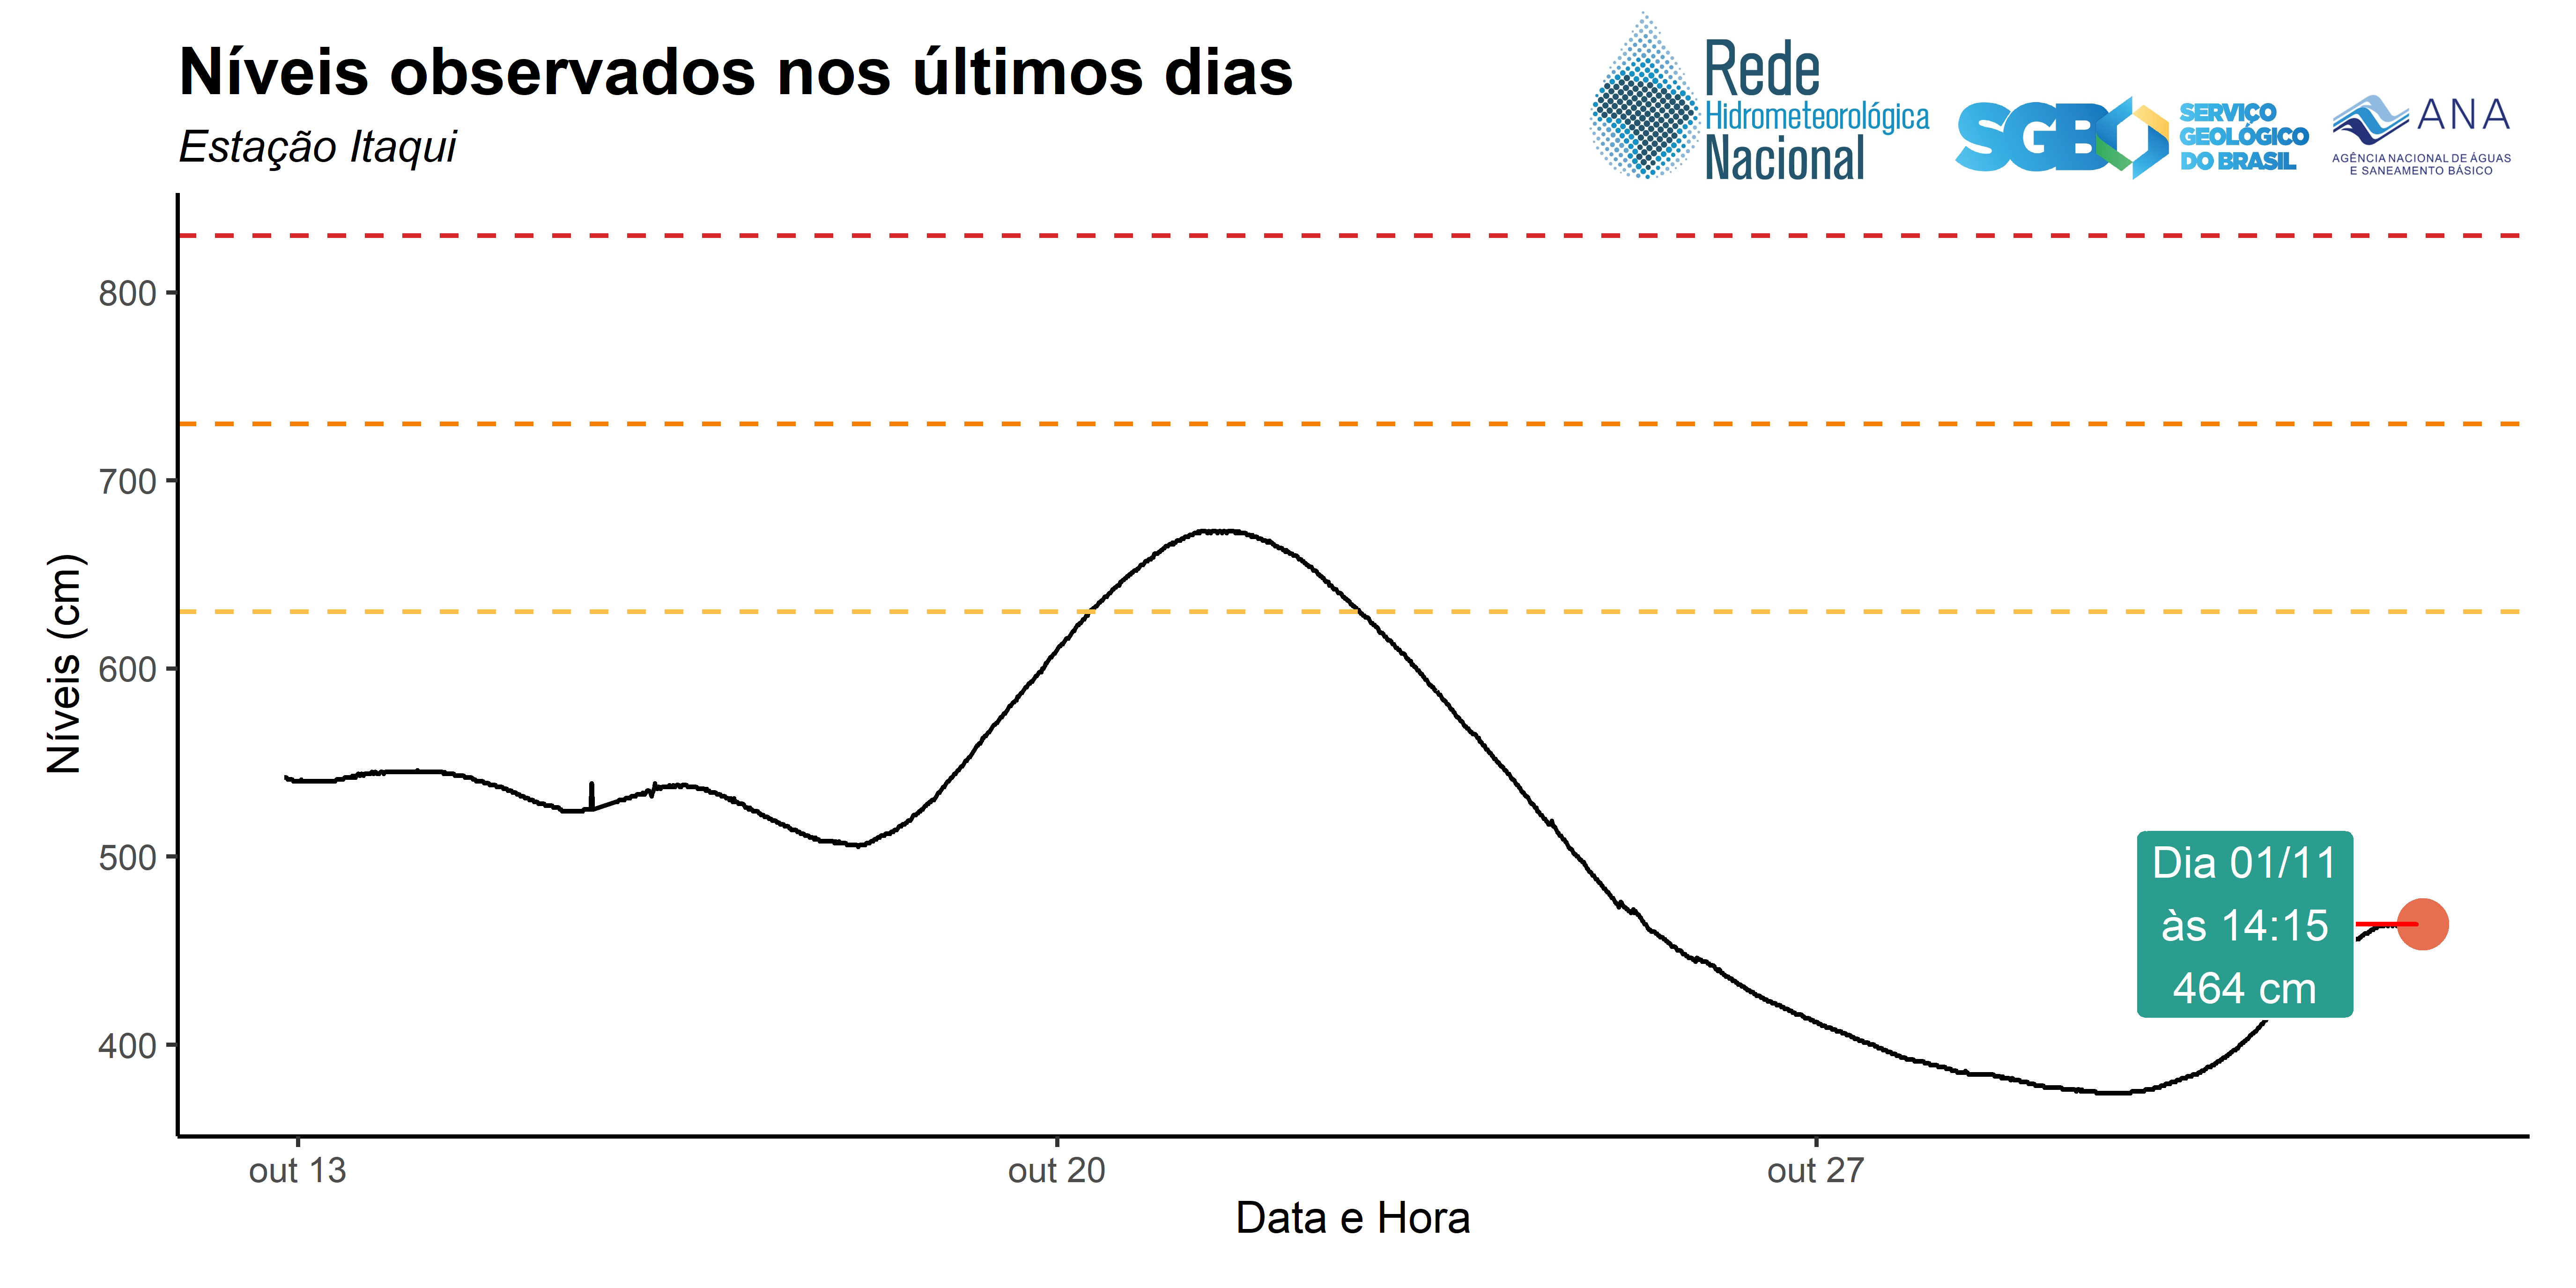 Níveis observados nos últimos dias
Estação Itaqui
Rede
Hidrometeorológica
Nacional
SGB
SERVIÇO
GEOLÓGICO
DO BRASIL
ANA
AGÊNCIA NACIONAL DE ÁGUAS
E SANEAMENTO BÁSICO
Níveis (cm)
800
700
600
500
400
Dia 01/11
às 14:15
464 cm
out 13
out 20
out 27
Data e Hora